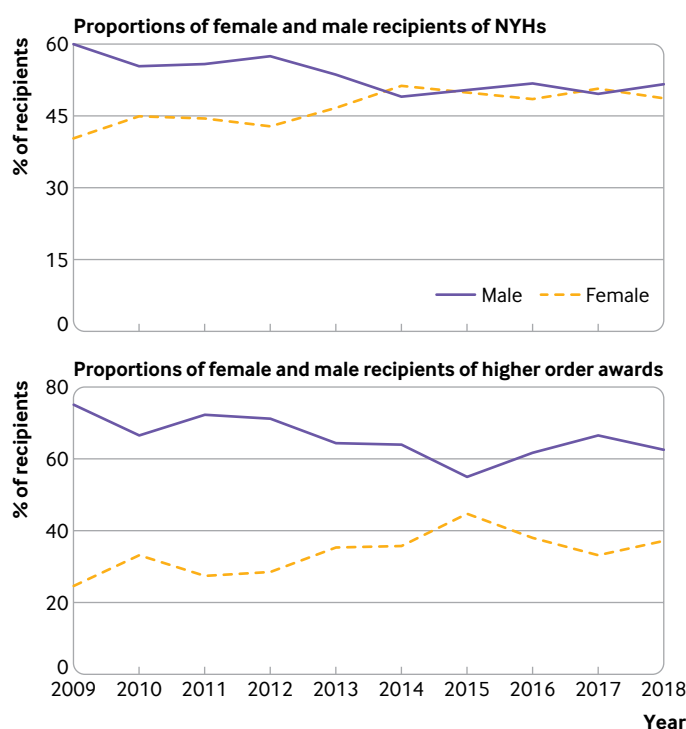 Proportions of female and male recipients of NYHs
% of recipients
60
45
30
15
0
Male
Female
Proportions of female and male recipients of higher order awards
% of recipients
80
60
40
20
0
2009 2010 2011 2012 2013 2014 2015 2016 2017 2018
Year